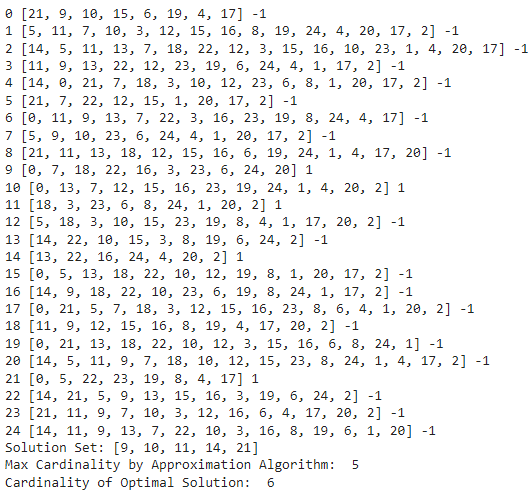 0 [21, 9, 10, 15, 6, 19, 4, 17] -1
1 [5, 11, 7, 10, 3, 12, 15, 16, 8, 19, 24, 4, 20, 17, 2] -1
2 [14, 5, 11, 13, 7, 18, 22, 12, 3, 15, 16, 10, 23, 1, 4, 20, 17] -1
3 [11, 9, 13, 22, 12, 23, 19, 6, 24, 4, 1, 17, 2] -1
4 [14, 0, 21, 7, 18, 3, 10, 12, 23, 6, 8, 1, 20, 17, 2] -1
5 [21, 7, 22, 12, 15, 1, 20, 17, 2] -1
6 [0, 11, 9, 13, 7, 22, 3, 16, 23, 19, 8, 24, 4, 17] -1
7 [5, 9, 10, 23, 6, 24, 4, 1, 20, 17, 2] -1
8 [21, 11, 13, 18, 12, 15, 16, 6, 19, 24, 1, 4, 17, 20] -1
9 [0, 7, 18, 22, 16, 3, 23, 6, 24, 20] 1
10 [0, 13, 7, 12, 15, 16, 23, 19, 24, 1, 4, 20, 2] 1
11 [18, 3, 23, 6, 8, 24, 1, 20, 2] 1
12 [5, 18, 3, 10, 15, 23, 19, 8, 4, 1, 17, 20, 2] -1
13 [14, 22, 10, 15, 3, 8, 19, 6, 24, 2] -1
14 [13, 22, 16, 24, 4, 20, 2] 1
15 [0, 5, 13, 18, 22, 10, 12, 19, 8, 1, 20, 17, 2] -1
16 [14, 9, 18, 22, 10, 23, 6, 19, 8, 24, 1, 17, 2] -1
17 [0, 21, 5, 7, 18, 3, 12, 15, 16, 23, 8, 6, 4, 1, 20, 2] -1
18 [11, 9, 12, 15, 16, 8, 19, 4, 17, 20, 2] -1
19 [0, 21, 13, 18, 22, 10, 12, 3, 15, 16, 6, 8, 24, 1] -1
20 [14, 5, 11, 9, 7, 18, 10, 12, 15, 23, 8, 24, 1, 4, 17, 2] -1
21 [0, 5, 22, 23, 19, 8, 4, 17] 1
22 [14, 21, 5, 9, 13, 15, 16, 3, 19, 6, 24, 2] -1
23 [21, 11, 9, 7, 10, 3, 12, 16, 6, 4, 17, 20, 2] -1
24 [14, 11, 9, 13, 7, 22, 10, 3, 16, 8, 19, 6, 1, 20] -1
Solution Set: [9, 10, 11, 14, 21]
Max Cardinality by Approximation Algorithm:  5
Cardinality of Optimal Solution:  6